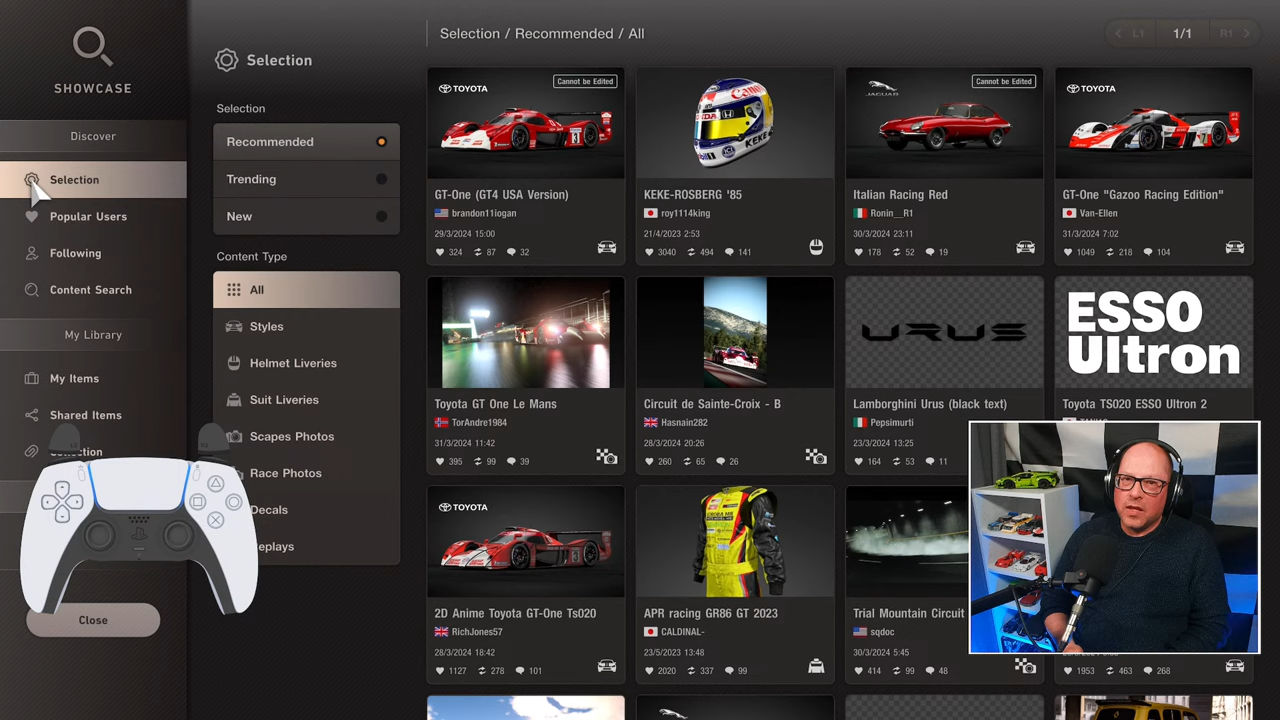 SHOWCASE
Discover
Selection
Popular Users
Following
Content Search
My Library
My Items
Shared Items
Close
Selection
Selection
Recommended
Trending
New
Content Type
All
Styles
Helmet Liveries
Suit Liveries
Scapes Photos
Race Photos
Decals
Selection / Recommended / All
< L1 1/1 R1 >
TOYOTA
Cannot be Edited
GT-One (GT4 USA Version)
brandon11iogan
29/3/2024 15:00
324 87 32
Canon
KEKE
KEKE-ROSBERG '85
roy1114king
21/4/2023 2:53
3040 494 141
JAGUAR
Cannot be Edited
Italian Racing Red
Ronin__R1
30/3/2024 23:11
178 52 19
TOYOTA
GT-One "Gazoo Racing Edition"
Van-Ellen
31/3/2024 7:02
1049 218 104
Toyota GT One Le Mans
TorAndre1984
31/3/2024 11:42
395 99 39
Circuit de Sainte-Croix - B
Hasnain282
28/3/2024 20:26
260 65 26
URUS
Lamborghini Urus (black text)
Pepsimurti
23/3/2024 13:25
164 53 11
ESSO
Ultron
Toyota TS020 ESSO Ultron 2
TOYOTA
2D Anime Toyota GT-One Ts020
RichJones57
28/3/2024 18:42
1127 278 101
APR racing GR86 GT 2023
CALDINAL-
23/5/2023 13:48
2020 337 99
Trial Mountain Circuit
sqdoc
30/3/2024 5:45
414 99 48
1953 463 268